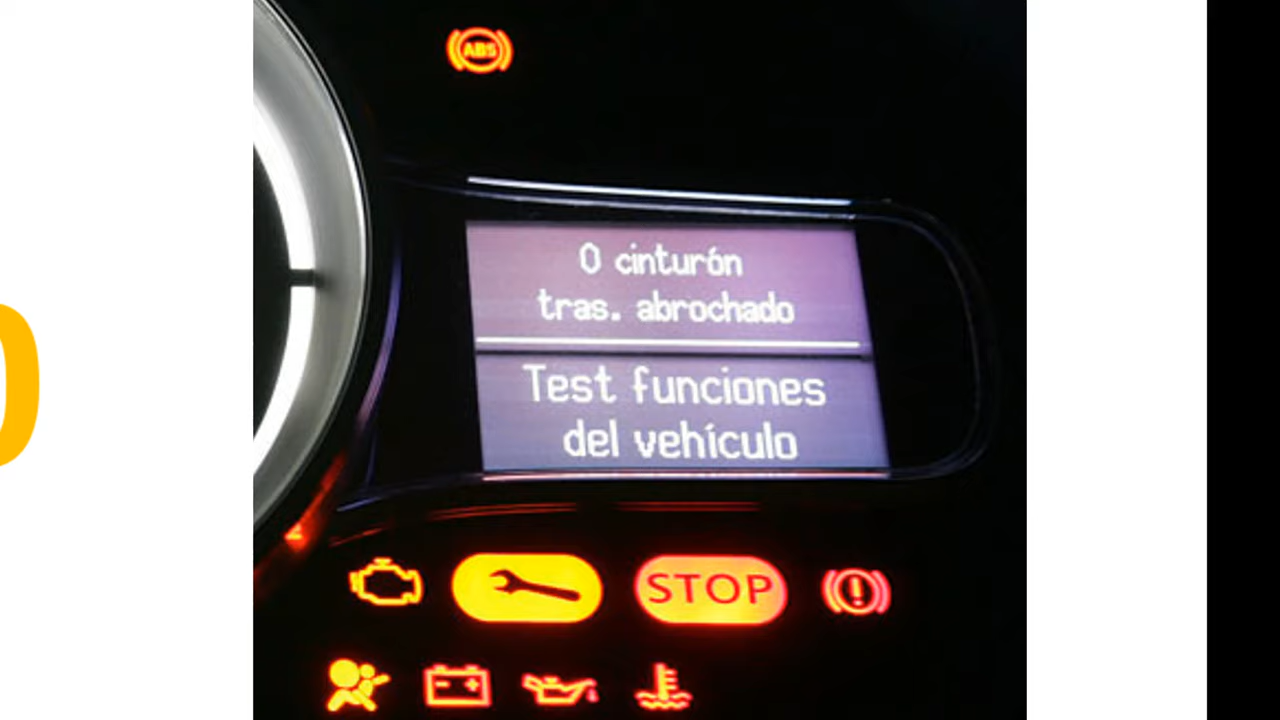 ABS
0 cinturón
tras. abrochado
Test funciones
del vehículo
STOP